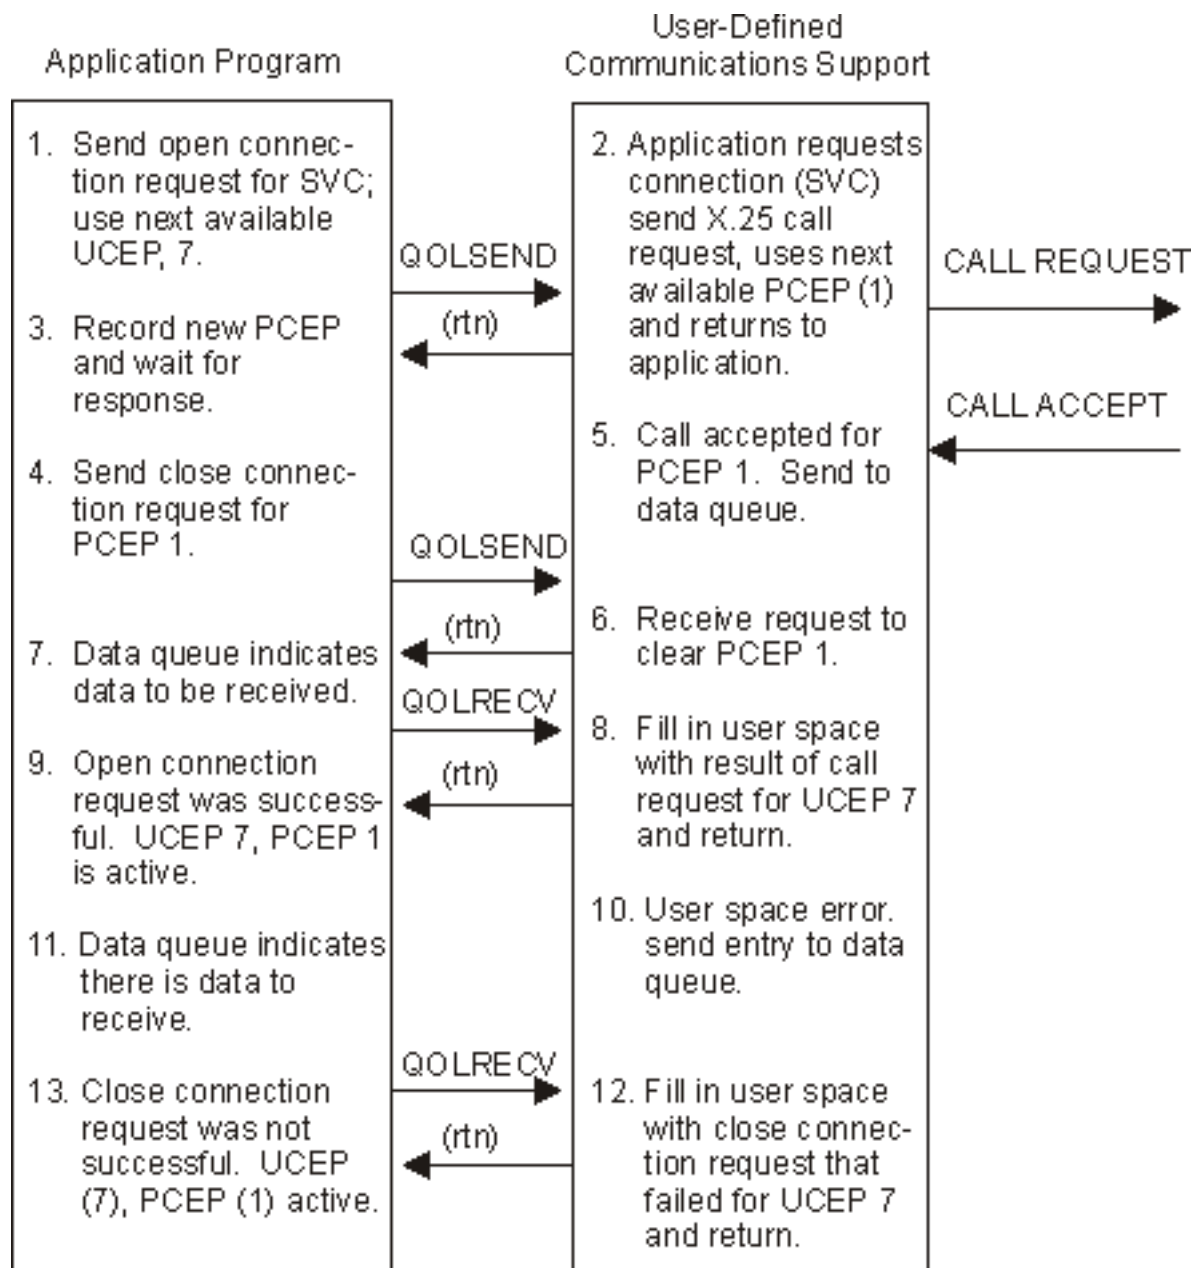 User-Defined
Application Program
Communications Support
1. Send open connec-
tion request for SVC;
use next available
UCEP, 7.
QOLSEND
2. Application requests
connection (SVC)
send X.25 call
request, uses next
available PCEP (1)
and returns to
application.
CALL REQUEST
(rtn)
3. Record new PCEP
and wait for
response.
CALL ACCEPT
4. Send close connec-
tion request for
PCEP 1.
5. Call accepted for
PCEP 1. Send to
data queue.
QOLSEND
(rtn)
6. Receive request to
clear PCEP 1.
7. Data queue indicates
data to be received.
QOLRECV
8. Fill in user space
with result of call
request for UCEP 7
and return.
(rtn)
9. Open connection
request was success-
ful. UCEP 7, PCEP 1
is active.
10. User space error.
send entry to data
queue.
11. Data queue indicates
there is data to
receive.
QOLRECV
12. Fill in user space
with close connec-
tion request that
failed for UCEP 7
and return.
(rtn)
13. Close connection
request was not
successful. UCEP
(7), PCEP (1) active.